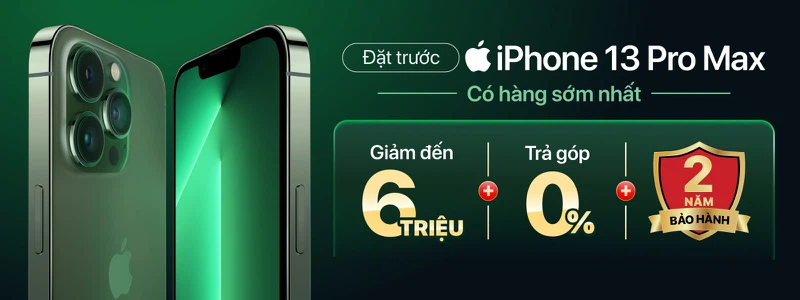 Đặt trước
iPhone 13 Pro Max
Có hàng sớm nhất
Giảm đến
6 TRIỆU
+
Trả góp
0%
+
2
NĂM
BẢO HÀNH